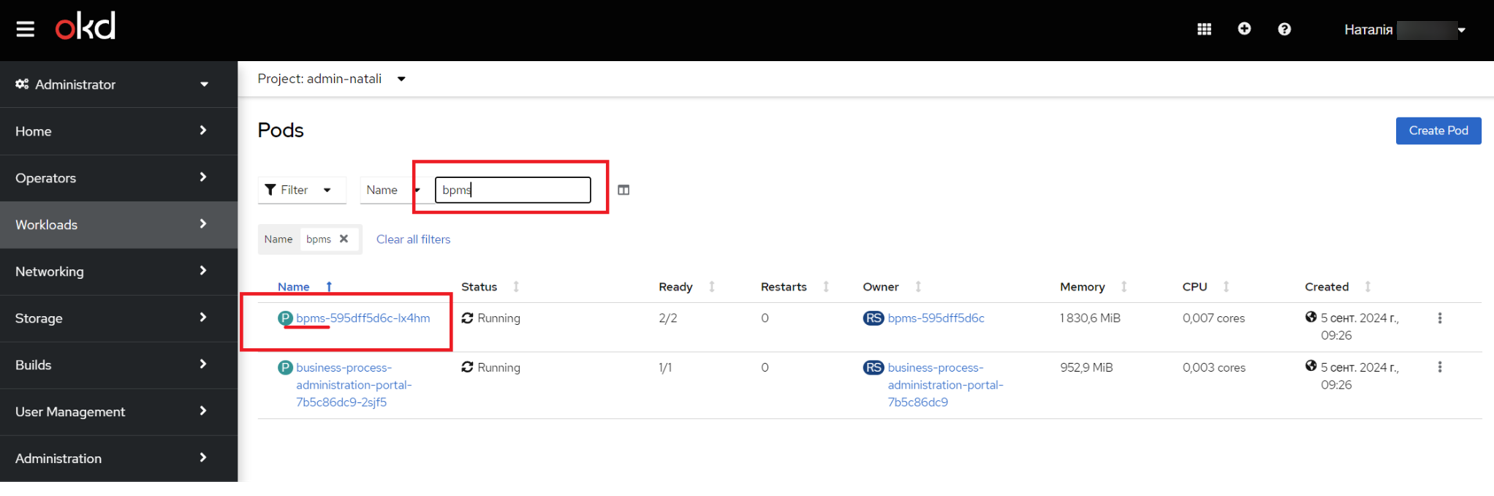 okd
Наталія
Administrator
Project: admin-natali
Home
Operators
Workloads
Networking
Storage
Builds
User Management
Administration
Pods
Create Pod
Filter
Name
bpms
Name bpms
Clear all filters
Name Status Ready Restarts Owner Memory CPU Created
P bpms-595dff5d6c-lx4hm Running 2/2 0 RS bpms-595dff5d6c 1 830,6 MiB 0,007 cores 5 сент. 2024 г.,
09:26
P business-process- Running 1/1 0 RS business-process- 952,9 MiB 0,003 cores 5 сент. 2024 г.,
administration-portal- administration-portal- 09:26
7b5c86dc9-2sjf5 7b5c86dc9